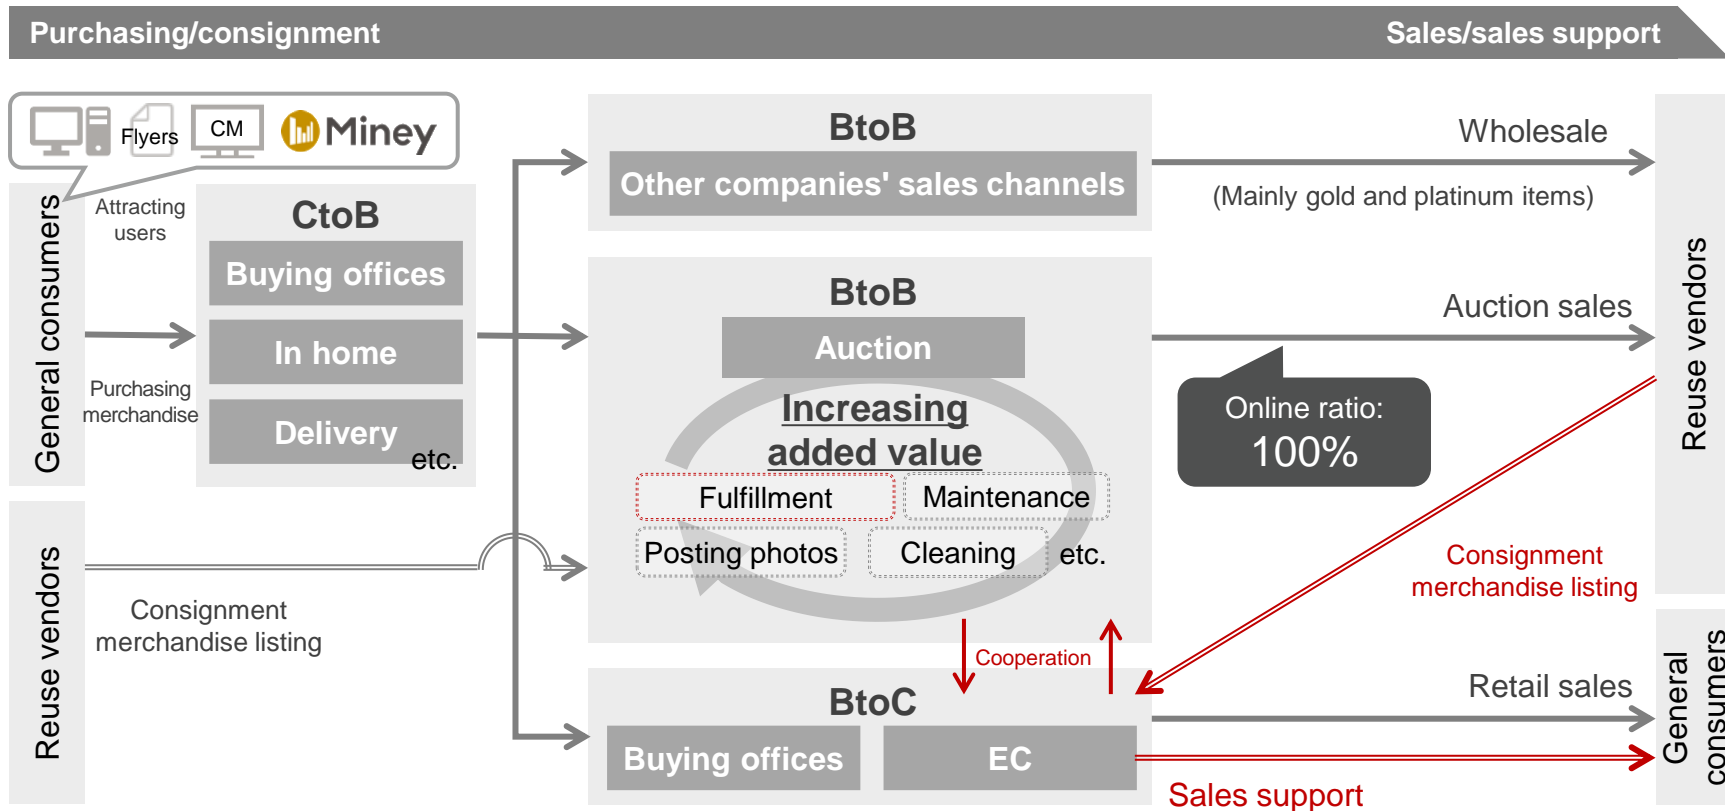 Purchasing/consignment
Sales/sales support
Flyers
CM
Miney
General consumers
Attracting
users
Purchasing
merchandise
CtoB
Buying offices
In home
Delivery
etc.
Reuse vendors
Consignment
merchandise listing
BtoB
Other companies' sales channels
Wholesale
(Mainly gold and platinum items)
BtoB
Auction
Increasing
added value
Fulfillment
Maintenance
Posting photos
Cleaning
etc.
Auction sales
Online ratio:
100%
Reuse vendors
Consignment
merchandise listing
Cooperation
BtoC
Buying offices
EC
Retail sales
Sales support
General
consumers